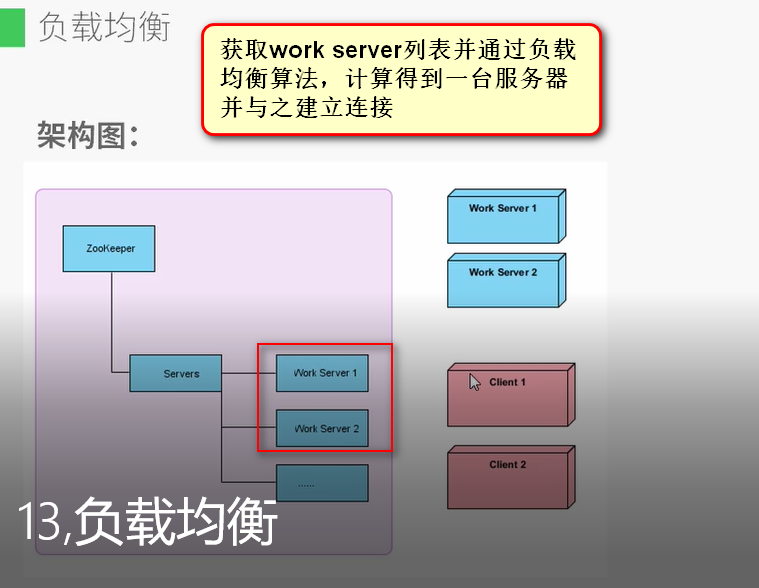 负载均衡
获取work server列表并通过负载
均衡算法，计算得到一台服务器
并与之建立连接
架构图：
ZooKeeper
Servers
Work Server 1
Work Server 2
......
Work Server 1
Work Server 2
Client 1
Client 2
13,负载均衡